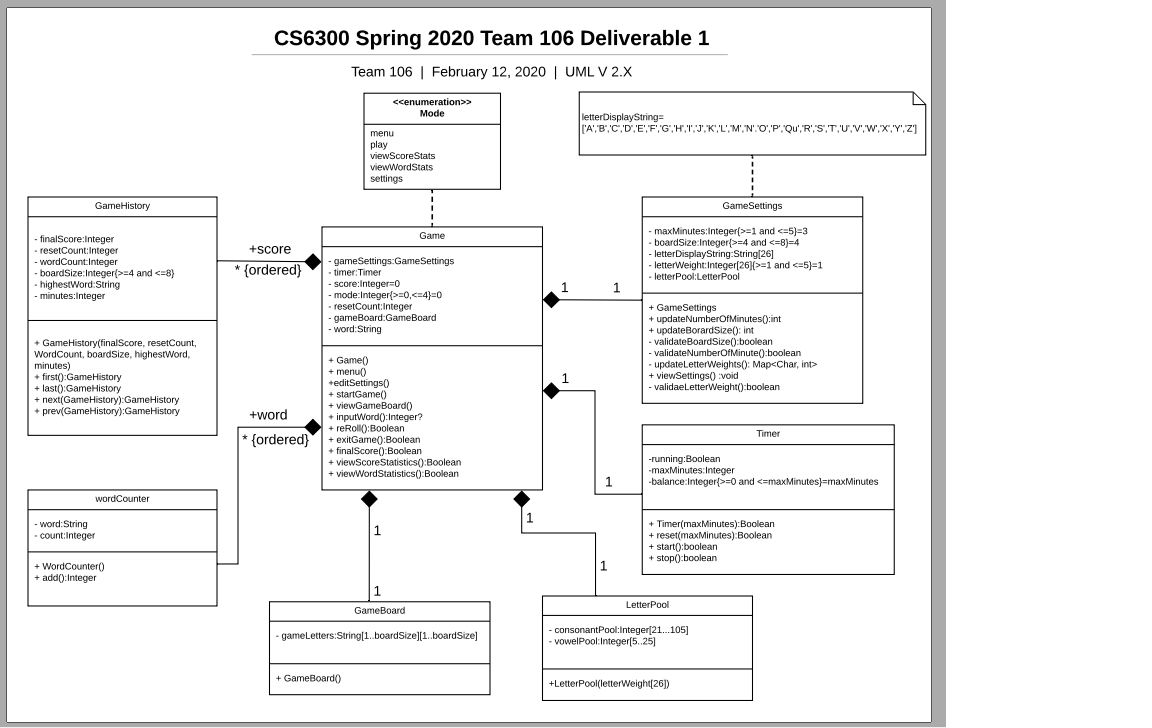 CS6300 Spring 2020 Team 106 Deliverable 1
Team 106 | February 12, 2020 | UML V 2.X
<<enumeration>>
Mode
menu
play
viewScoreStats
viewWordStats
settings
letterDisplayString=
['A','B','C','D','E','F','G','H','I','J','K','L','M','N'.'O','P','Qu','R','S','T','U','V','W','X','Y','Z']
GameHistory
- finalScore:Integer
- resetCount:Integer
- wordCount:Integer
- boardSize:Integer{>=4 and <=8}
- highestWord:String
- minutes:Integer
+ GameHistory(finalScore, resetCount,
WordCount, boardSize, highestWord,
minutes)
+ first():GameHistory
+ last():GameHistory
+ next(GameHistory):GameHistory
+ prev(GameHistory):GameHistory
+score
* {ordered}
Game
- gameSettings:GameSettings
- timer:Timer
- score:Integer=0
- mode:Integer{>=0,<=4}=0
- resetCount:Integer
- gameBoard:GameBoard
- word:String
+ Game()
+ menu()
+editSettings()
+ startGame()
+ viewGameBoard()
+ inputWord():Integer?
+ reRoll():Boolean
+ exitGame():Boolean
+ finalScore():Boolean
+ viewScoreStatistics():Boolean
+ viewWordStatistics():Boolean
1
1
GameSettings
- maxMinutes:Integer{>=1 and <=5}=3
- boardSize:Integer{>=4 and <=8}=4
- letterDisplayString:String[26]
- letterWeight:Integer[26]{>=1 and <=5}=1
- letterPool:LetterPool
+ GameSettings
+ updateNumberOfMinutes():int
+ updateBorardSize(): int
- validateBoardSize():boolean
- validateNumberOfMinute():boolean
- updateLetterWeights(): Map<Char, int>
+ viewSettings() :void
- validaeLetterWeight():boolean
+word
* {ordered}
1
1
Timer
-running:Boolean
-maxMinutes:Integer
-balance:Integer{>=0 and <=maxMinutes}=maxMinutes
+ Timer(maxMinutes):Boolean
+ reset(maxMinutes):Boolean
+ start():boolean
+ stop():boolean
wordCounter
- word:String
- count:Integer
+ WordCounter()
+ add():Integer
1
1
GameBoard
- gameLetters:String[1..boardSize][1..boardSize]
+ GameBoard()
1
1
LetterPool
- consonantPool:Integer[21...105]
- vowelPool:Integer[5..25]
+LetterPool(letterWeight[26])